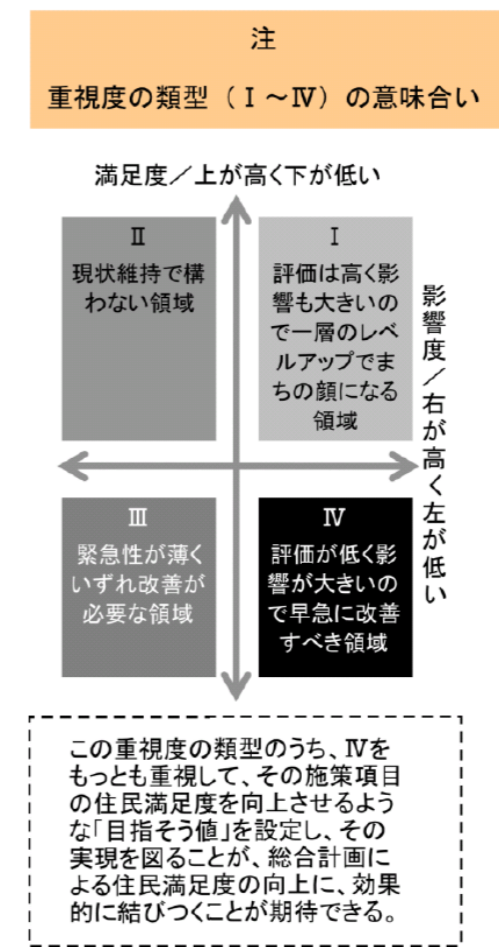 注
重視度の類型（Ⅰ～Ⅳ）の意味合い
満足度／上が高く下が低い
Ⅱ
現状維持で構
わない領域
Ⅰ
評価は高く影
響も大きいの
で一層のレベ
ルアップでま
ちの顔になる
領域
影響度／右が高く左が低い
Ⅲ
緊急性が薄く
いずれ改善が
必要な領域
Ⅳ
評価が低く影
響が大きいの
で早急に改善
すべき領域
この重視度の類型のうち、Ⅳを
もっとも重視して、その施策項目
の住民満足度を向上させるよう
な「目指そう値」を設定し、その
実現を図ることが、総合計画に
よる住民満足度の向上に、効果
的に結びつくことが期待できる。